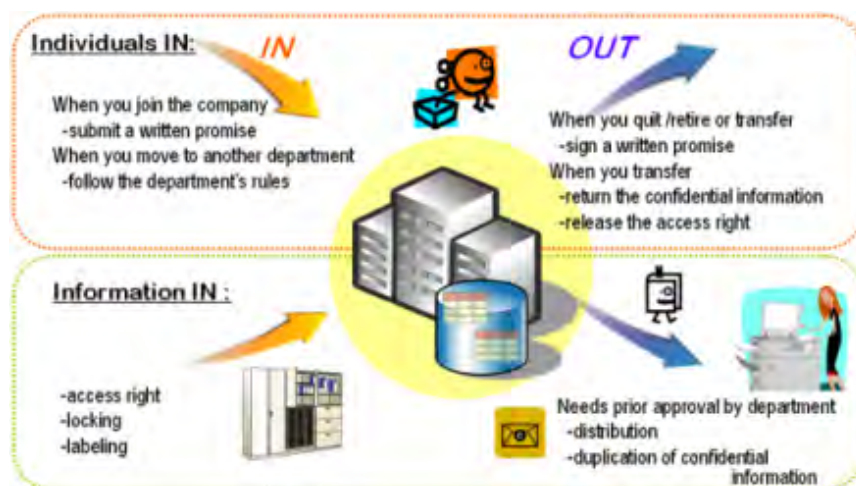 Individuals IN:
IN
OUT
When you join the company
-submit a written promise
When you move to another department
-follow the department's rules
When you quit /retire or transfer
-sign a written promise
When you transfer
-return the confidential information
-release the access right
Information IN :
-access right
-locking
-labeling
Needs prior approval by department
-distribution
-duplication of confidential
information